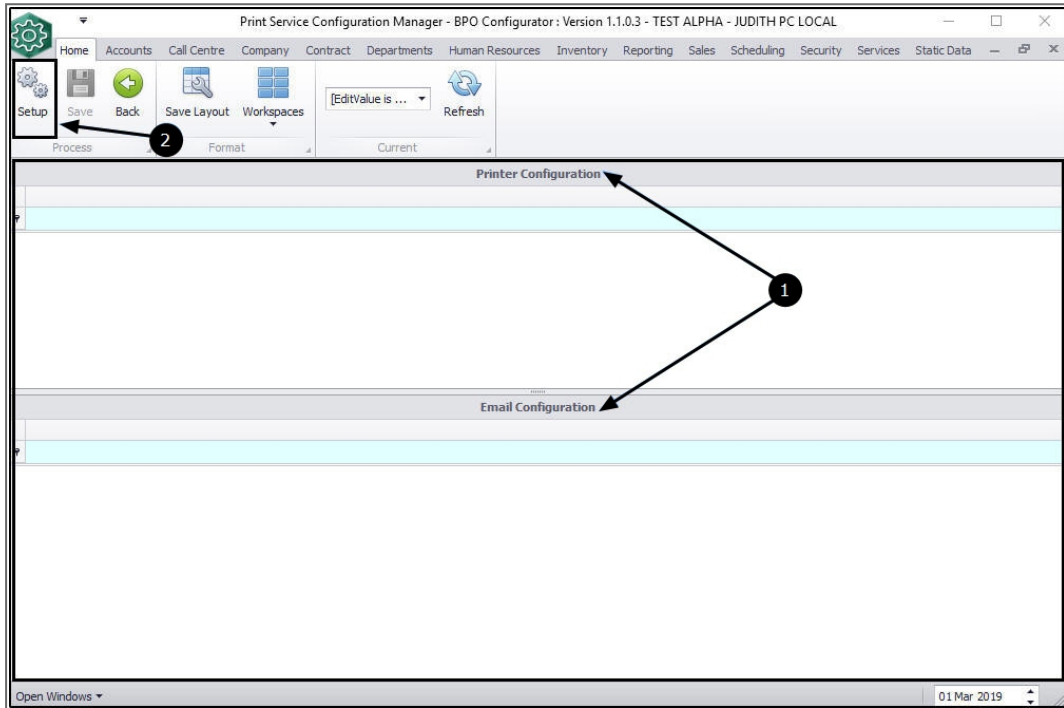 Print Service Configuration Manager - BPO Configurator : Version 1.1.0.3 - TEST ALPHA - JUDITH PC LOCAL
Home Accounts Call Centre Company Contract Departments Human Resources Inventory Reporting Sales Scheduling Security Services Static Data
[EditValue is ...
Setup Save Back Save Layout Workspaces Refresh
2
Process Format Current
Printer Configuration
1
Email Configuration
Open Windows 01 Mar 2019